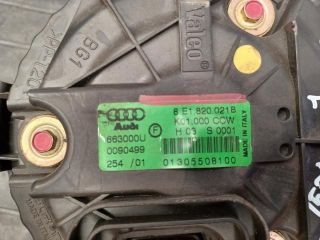 Valeo
BG1
Audi
F
8 E1.820.021B
K01.000 CCW
H 03 S 0001
663000U
0090499
254 /01
01305508100
MADE IN ITALY